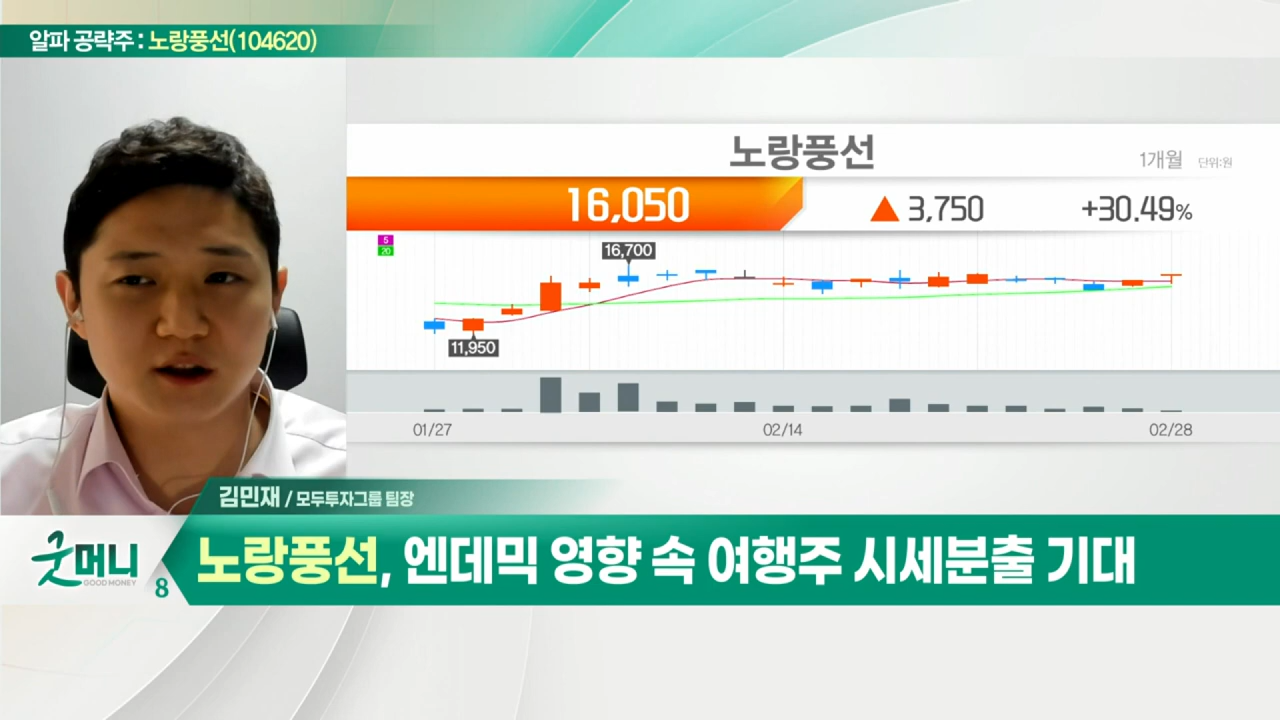 알파 공략주 : 노랑풍선(104620)
노랑풍선
1개월 단위:원
16,050 ▲ 3,750 +30.49%
5
20
16,700
11,950
01/27 02/14 02/28
김민재 / 모두투자그룹 팀장
굿머니
GOOD MONEY
8
노랑풍선, 엔데믹 영향 속 여행주 시세분출 기대